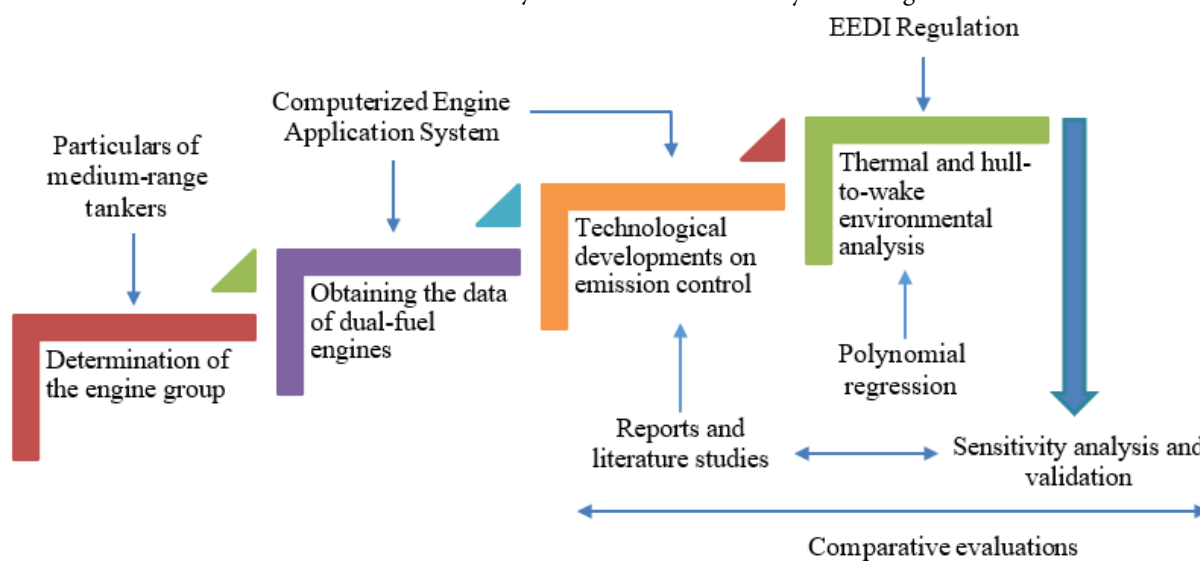 EEDI Regulation
Computerized Engine
Application System
Particulars of
medium-range
tankers
Thermal and hull-
to-wake
environmental
analysis
Technological
developments on
emission control
Obtaining the data
of dual-fuel
engines
Determination of
the engine group
Polynomial
regression
Reports and
literature studies
Sensitivity analysis and
validation
Comparative evaluations